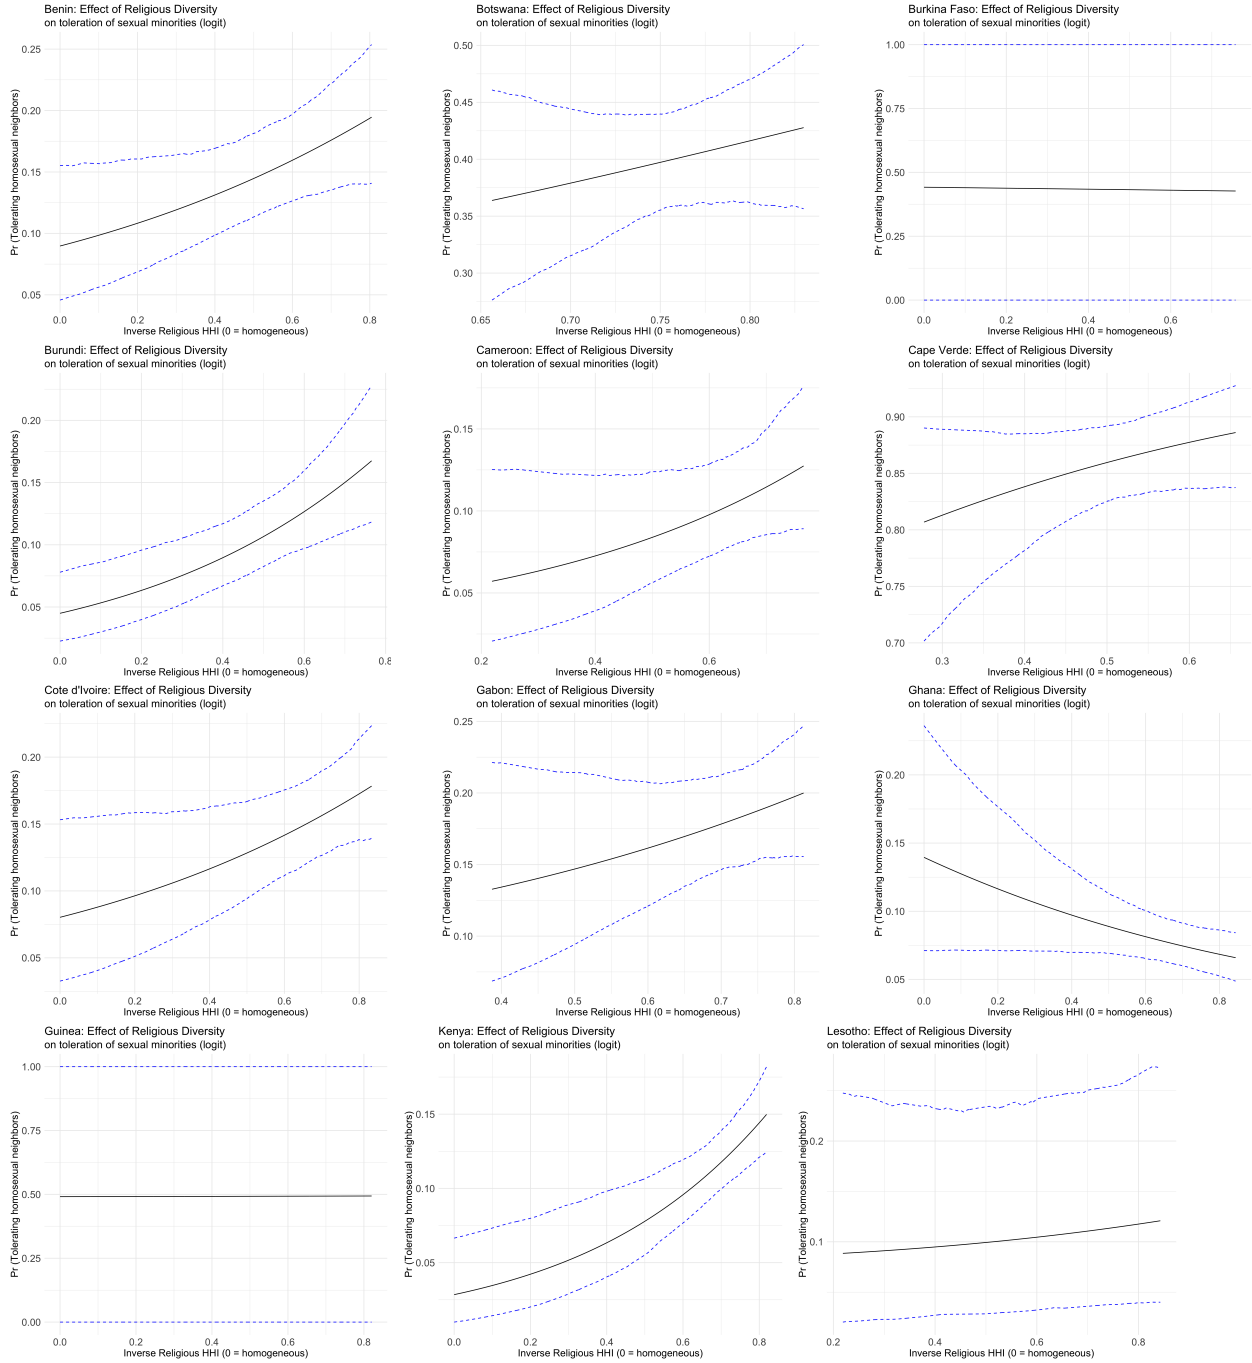 Benin: Effect of Religious Diversity
on toleration of sexual minorities (logit)
Pr (Tolerating homosexual neighbors)
0.25
0.20
0.15
0.10
0.05
0.0 0.2 0.4 0.6 0.8
Inverse Religious HHI (0 = homogeneous)
Botswana: Effect of Religious Diversity
on toleration of sexual minorities (logit)
Pr (Tolerating homosexual neighbors)
0.50
0.45
0.40
0.35
0.30
0.65 0.70 0.75 0.80
Inverse Religious HHI (0 = homogeneous)
Burkina Faso: Effect of Religious Diversity
on toleration of sexual minorities (logit)
Pr (Tolerating homosexual neighbors)
1.00
0.75
0.50
0.25
0.00
0.0 0.2 0.4 0.6
Inverse Religious HHI (0 = homogeneous)
Burundi: Effect of Religious Diversity
on toleration of sexual minorities (logit)
Pr (Tolerating homosexual neighbors)
0.20
0.15
0.10
0.05
0.0 0.2 0.4 0.6 0.8
Inverse Religious HHI (0 = homogeneous)
Cameroon: Effect of Religious Diversity
on toleration of sexual minorities (logit)
Pr (Tolerating homosexual neighbors)
0.15
0.10
0.05
0.2 0.4 0.6
Inverse Religious HHI (0 = homogeneous)
Cape Verde: Effect of Religious Diversity
on toleration of sexual minorities (logit)
Pr (Tolerating homosexual neighbors)
0.90
0.85
0.80
0.75
0.70
0.3 0.4 0.5 0.6
Inverse Religious HHI (0 = homogeneous)
Cote d'Ivoire: Effect of Religious Diversity
on toleration of sexual minorities (logit)
Pr (Tolerating homosexual neighbors)
0.20
0.15
0.10
0.05
0.0 0.2 0.4 0.6 0.8
Inverse Religious HHI (0 = homogeneous)
Gabon: Effect of Religious Diversity
on toleration of sexual minorities (logit)
Pr (Tolerating homosexual neighbors)
0.25
0.20
0.15
0.10
0.4 0.5 0.6 0.7 0.8
Inverse Religious HHI (0 = homogeneous)
Ghana: Effect of Religious Diversity
on toleration of sexual minorities (logit)
Pr (Tolerating homosexual neighbors)
0.20
0.15
0.10
0.05
0.0 0.2 0.4 0.6 0.8
Inverse Religious HHI (0 = homogeneous)
Guinea: Effect of Religious Diversity
on toleration of sexual minorities (logit)
Pr (Tolerating homosexual neighbors)
1.00
0.75
0.50
0.25
0.00
0.0 0.2 0.4 0.6 0.8
Inverse Religious HHI (0 = homogeneous)
Kenya: Effect of Religious Diversity
on toleration of sexual minorities (logit)
Pr (Tolerating homosexual neighbors)
0.15
0.10
0.05
0.0 0.2 0.4 0.6 0.8
Inverse Religious HHI (0 = homogeneous)
Lesotho: Effect of Religious Diversity
on toleration of sexual minorities (logit)
Pr (Tolerating homosexual neighbors)
0.2
0.1
0.2 0.4 0.6 0.8
Inverse Religious HHI (0 = homogeneous)